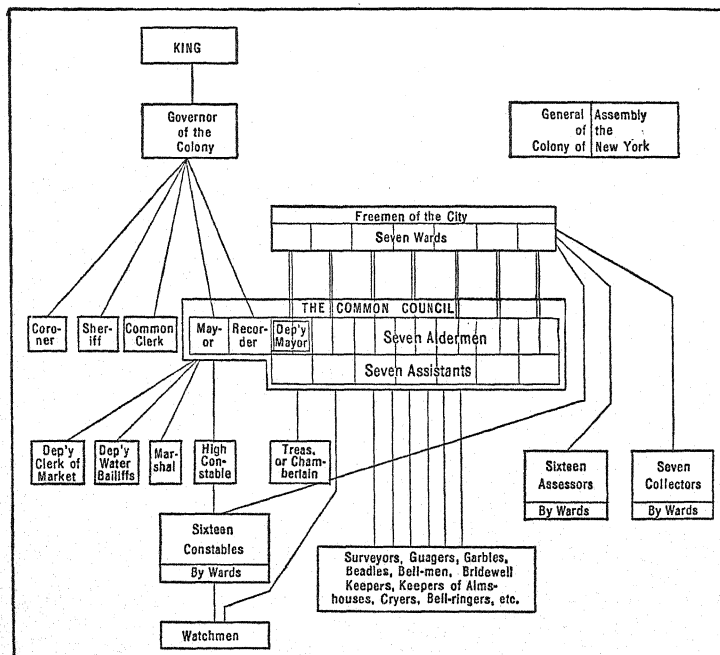 KING
Governor
of the
Colony
General Assembly
of the
Colony of New York
Freemen of the City
Seven Wards
THE COMMON COUNCIL
Coro-
ner
Sher-
iff
Common
Clerk
May-
or
Recor-
der
Dep'y
Mayor
Seven Aldermen
Seven Assistants
Dep'y
Clerk of
Market
Dep'y
Water
Bailiffs
Mar-
shal
High
Con-
stable
Treas.
or Cham-
berlain
Sixteen
Assessors
By Wards
Seven
Collectors
By Wards
Sixteen
Constables
By Wards
Surveyors, Guagers, Garbles,
Beadles, Bell-men, Bridewell
Keepers, Keepers of Alms-
houses, Cryers, Bell-ringers, etc.
Watchmen